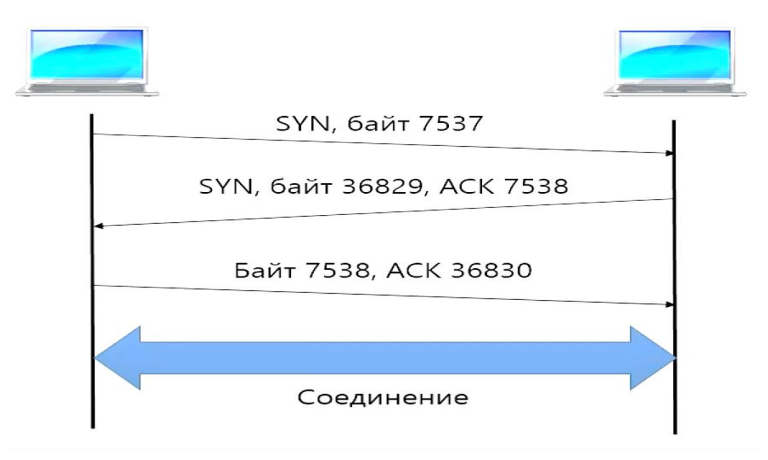 SYN, байт 7537
SYN, байт 36829, ACK 7538
Байт 7538, ACK 36830
Соединение